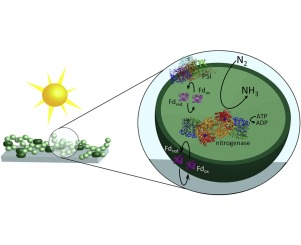 PSI
Fdox
Fdred
N2
NH3
ATP
ADP
nitrogenase
Fdred
Fdox